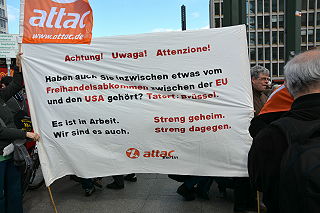 attac
www.attac.de
Achtung! Uwaga! Attenzione!
Haben auch Sie inzwischen etwas vom
Freihandelsabkommen zwischen der EU
und den USA gehört? Tatort: Brüssel.
Es ist in Arbeit. Streng geheim.
Wir sind es auch. Streng dagegen.
attac
Berlin